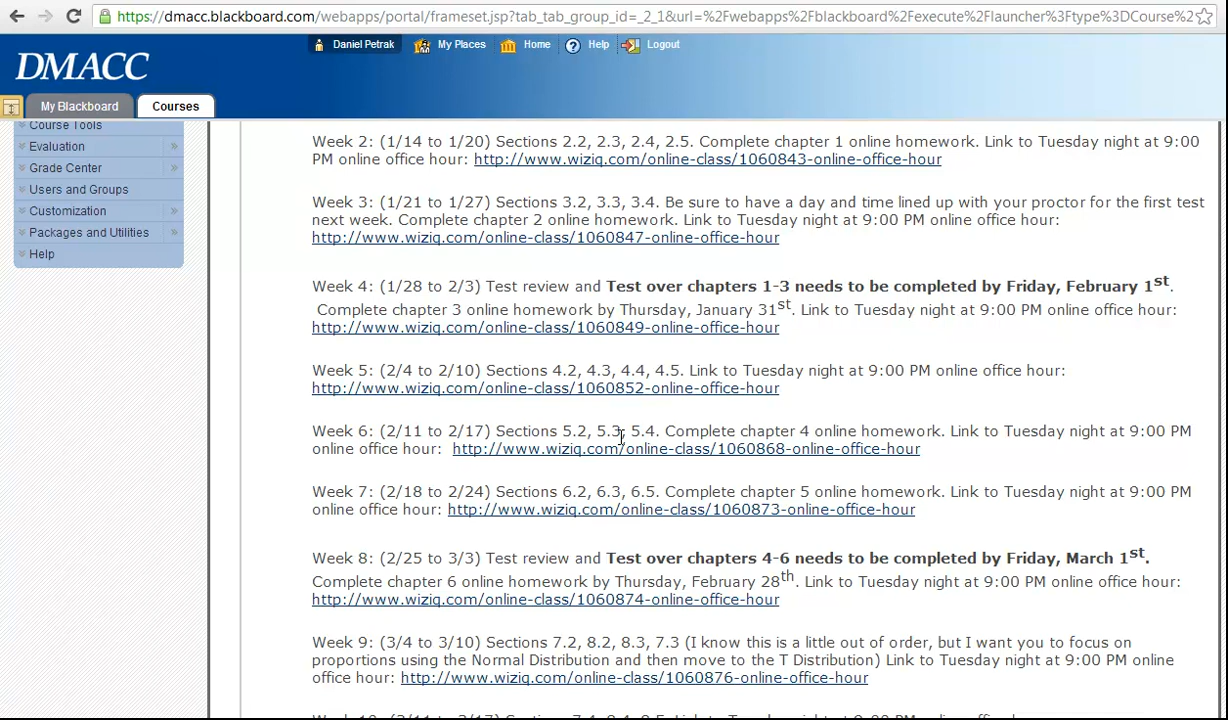 https://dmacc.blackboard.com/webapps/portal/frameset.jsp?tab_tab_group_id=_2_1&url=%2Fwebapps%2Fblackboard%2Fexecute%2Flauncher%3Ftype%3DCourse%2
Daniel Petrak My Places Home Help Logout
DMACC
My Blackboard Courses
Course Tools
Evaluation
Grade Center
Users and Groups
Customization
Packages and Utilities
Help
Week 2: (1/14 to 1/20) Sections 2.2, 2.3, 2.4, 2.5. Complete chapter 1 online homework. Link to Tuesday night at 9:00
PM online office hour: http://www.wiziq.com/online-class/1060843-online-office-hour
Week 3: (1/21 to 1/27) Sections 3.2, 3.3, 3.4. Be sure to have a day and time lined up with your proctor for the first test
next week. Complete chapter 2 online homework. Link to Tuesday night at 9:00 PM online office hour:
http://www.wiziq.com/online-class/1060847-online-office-hour
Week 4: (1/28 to 2/3) Test review and Test over chapters 1-3 needs to be completed by Friday, February 1st.
Complete chapter 3 online homework by Thursday, January 31st. Link to Tuesday night at 9:00 PM online office hour:
http://www.wiziq.com/online-class/1060849-online-office-hour
Week 5: (2/4 to 2/10) Sections 4.2, 4.3, 4.4, 4.5. Link to Tuesday night at 9:00 PM online office hour:
http://www.wiziq.com/online-class/1060852-online-office-hour
Week 6: (2/11 to 2/17) Sections 5.2, 5.3, 5.4. Complete chapter 4 online homework. Link to Tuesday night at 9:00 PM
online office hour: http://www.wiziq.com/online-class/1060868-online-office-hour
Week 7: (2/18 to 2/24) Sections 6.2, 6.3, 6.5. Complete chapter 5 online homework. Link to Tuesday night at 9:00 PM
online office hour: http://www.wiziq.com/online-class/1060873-online-office-hour
Week 8: (2/25 to 3/3) Test review and Test over chapters 4-6 needs to be completed by Friday, March 1st.
Complete chapter 6 online homework by Thursday, February 28th. Link to Tuesday night at 9:00 PM online office hour:
http://www.wiziq.com/online-class/1060874-online-office-hour
Week 9: (3/4 to 3/10) Sections 7.2, 8.2, 8.3, 7.3 (I know this is a little out of order, but I want you to focus on
proportions using the Normal Distribution and then move to the T Distribution) Link to Tuesday night at 9:00 PM online
office hour: http://www.wiziq.com/online-class/1060876-online-office-hour